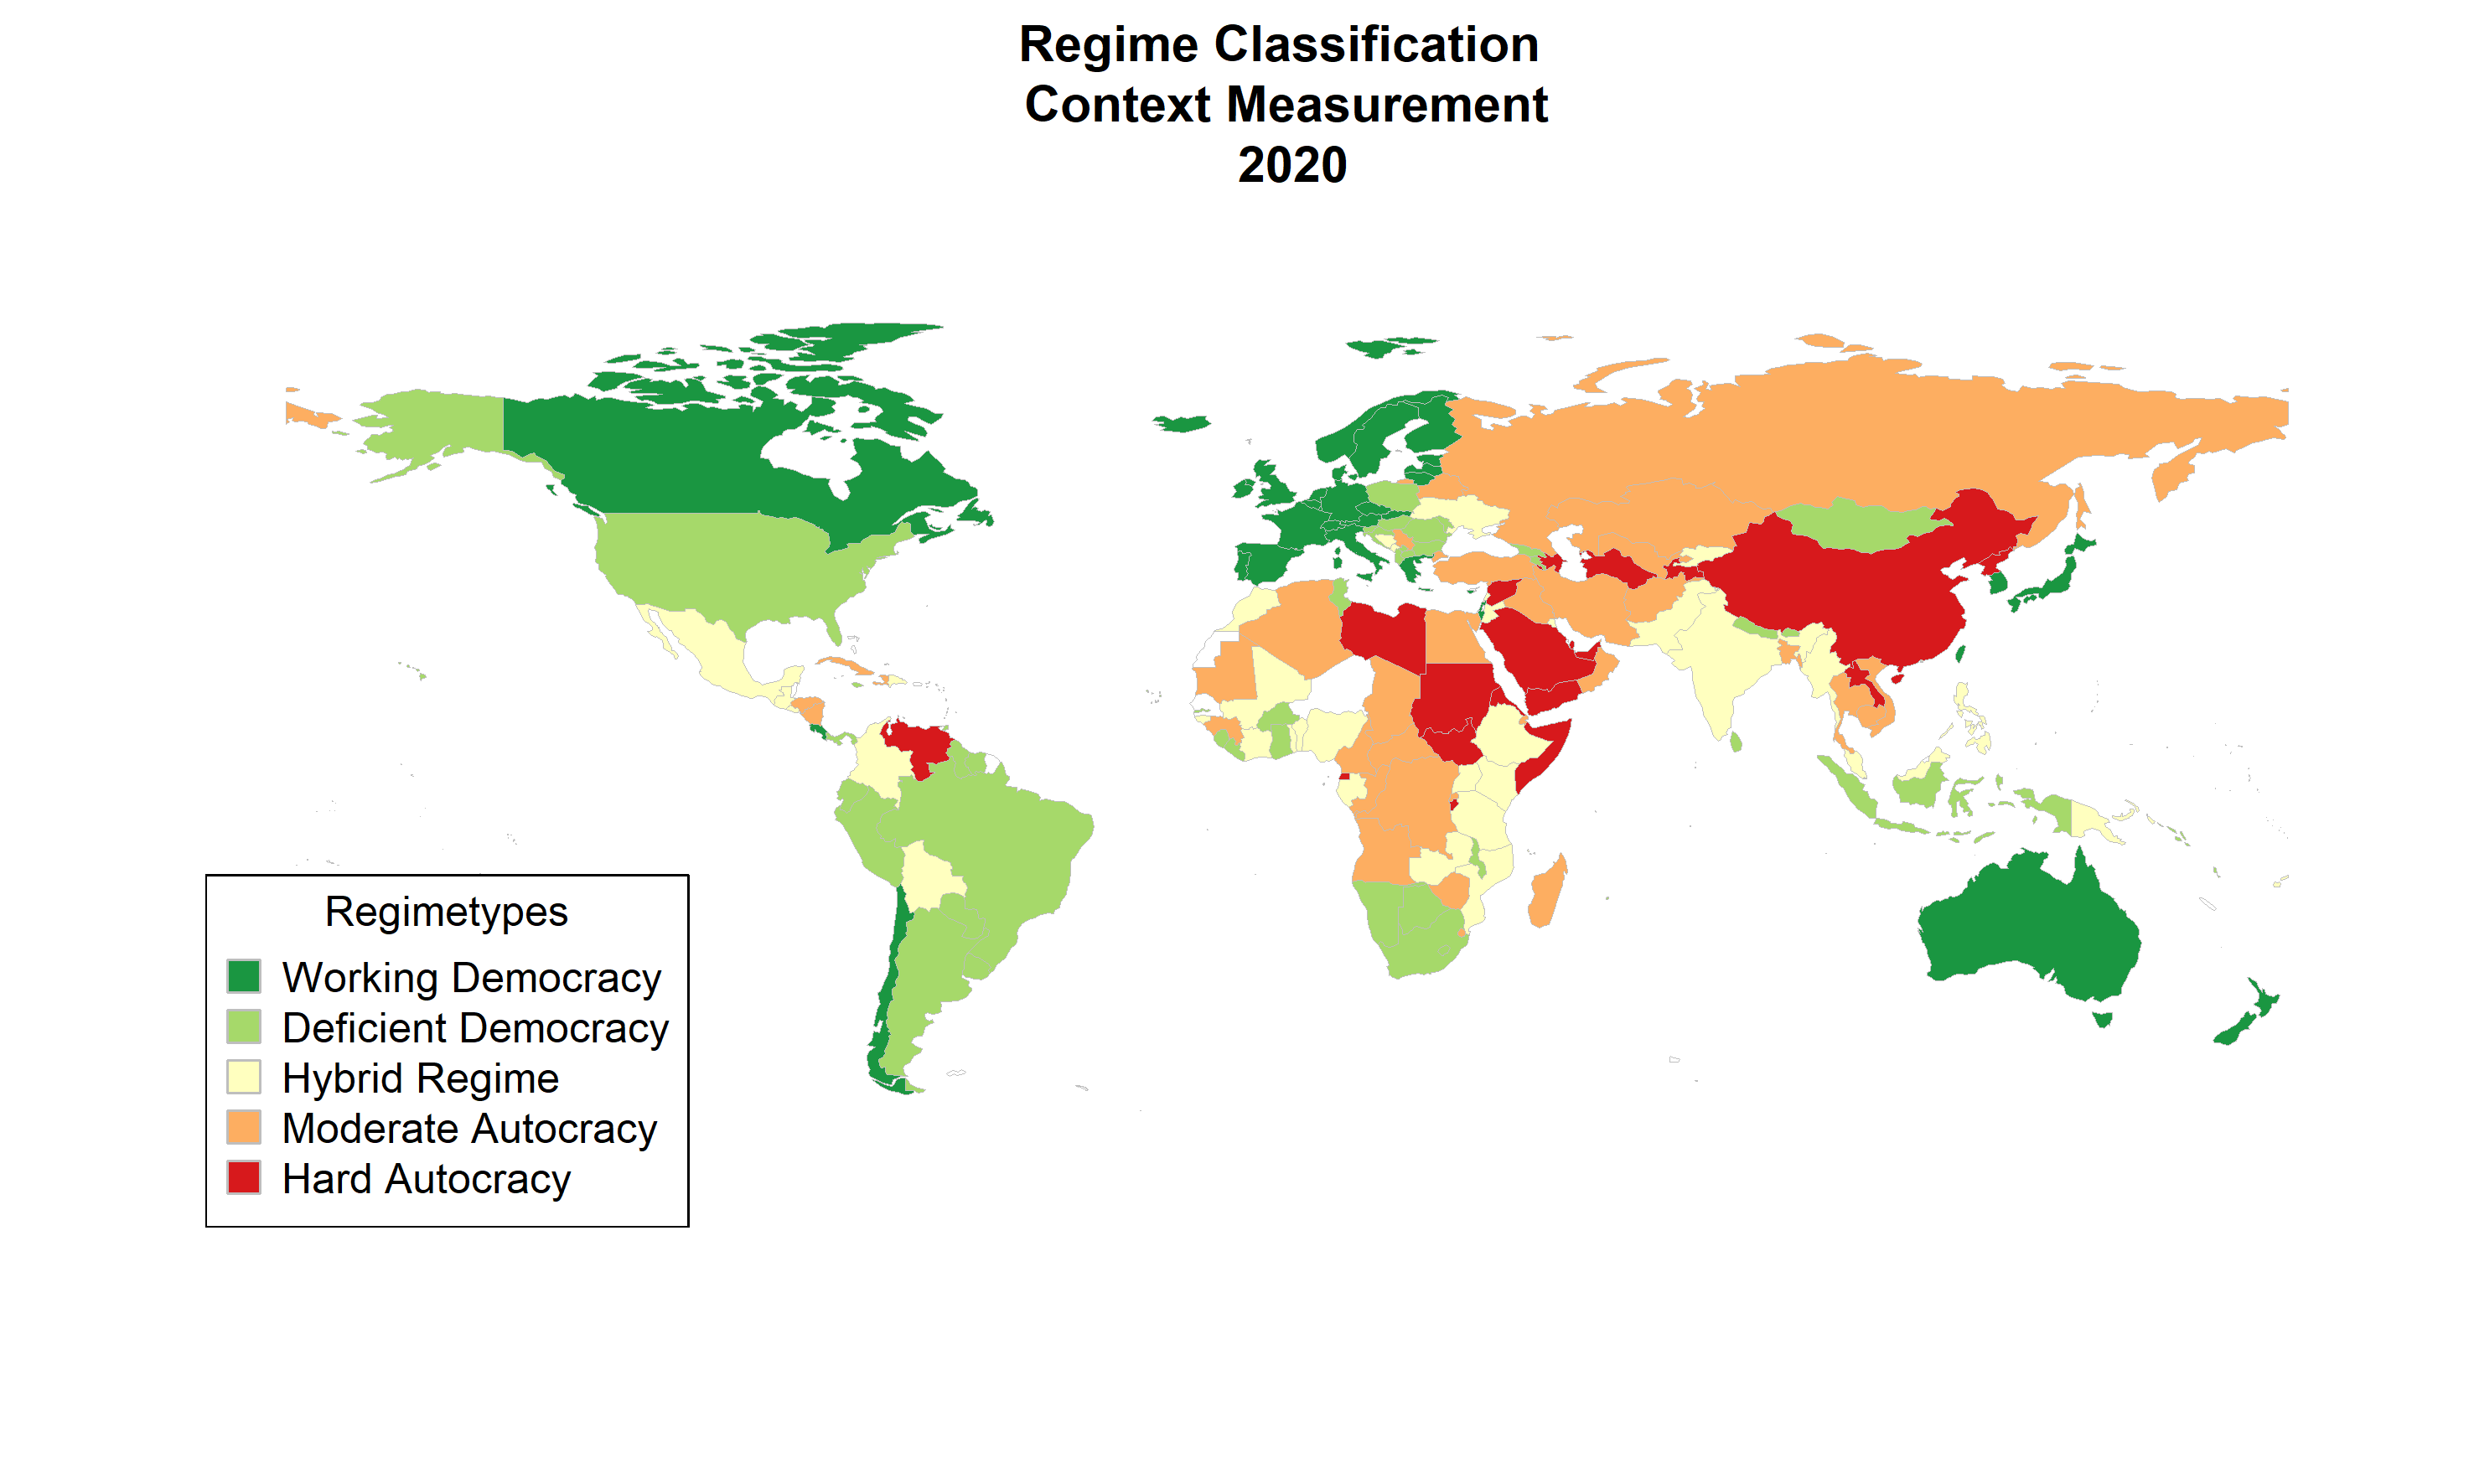 Regime Classification
Context Measurement
2020
Regimetypes
Working Democracy
Deficient Democracy
Hybrid Regime
Moderate Autocracy
Hard Autocracy